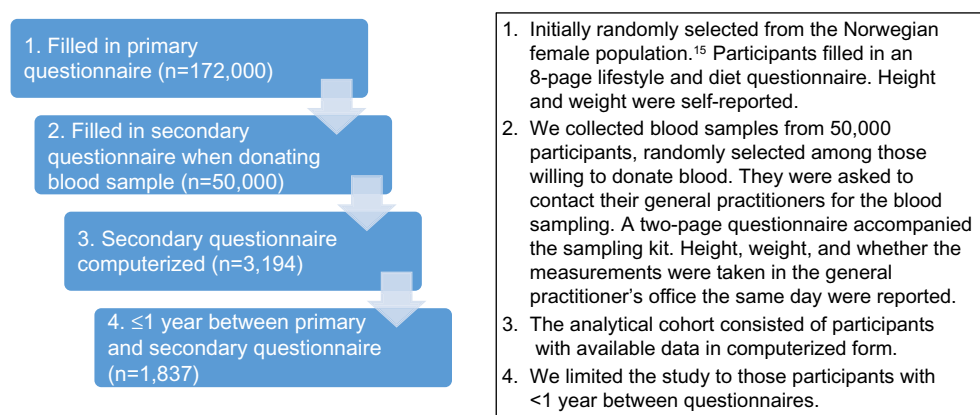 1. Filled in primary
questionnaire (n=172,000)
2. Filled in secondary
questionnaire when donating
blood sample (n=50,000)
3. Secondary questionnaire
computerized (n=3,194)
4. ≤1 year between primary
and secondary questionnaire
(n=1,837)
1. Initially randomly selected from the Norwegian
female population.¹⁵ Participants filled in an
8-page lifestyle and diet questionnaire. Height
and weight were self-reported.
2. We collected blood samples from 50,000
participants, randomly selected among those
willing to donate blood. They were asked to
contact their general practitioners for the blood
sampling. A two-page questionnaire accompanied
the sampling kit. Height, weight, and whether the
measurements were taken in the general
practitioner’s office the same day were reported.
3. The analytical cohort consisted of participants
with available data in computerized form.
4. We limited the study to those participants with
<1 year between questionnaires.